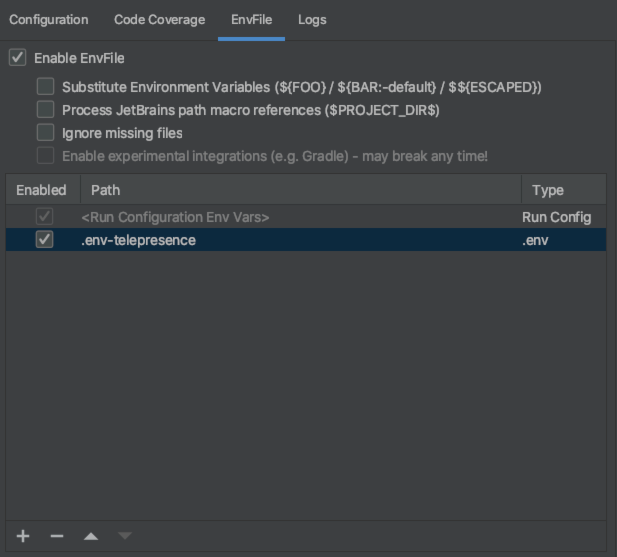 Configuration Code Coverage EnvFile Logs
Enable EnvFile
Substitute Environment Variables (${FOO} / ${BAR:-default} / $${ESCAPED})
Process JetBrains path macro references ($PROJECT_DIR$)
Ignore missing files
Enable experimental integrations (e.g. Gradle) - may break any time!
Enabled Path Type
<Run Configuration Env Vars> Run Config
.env-telepresence .env